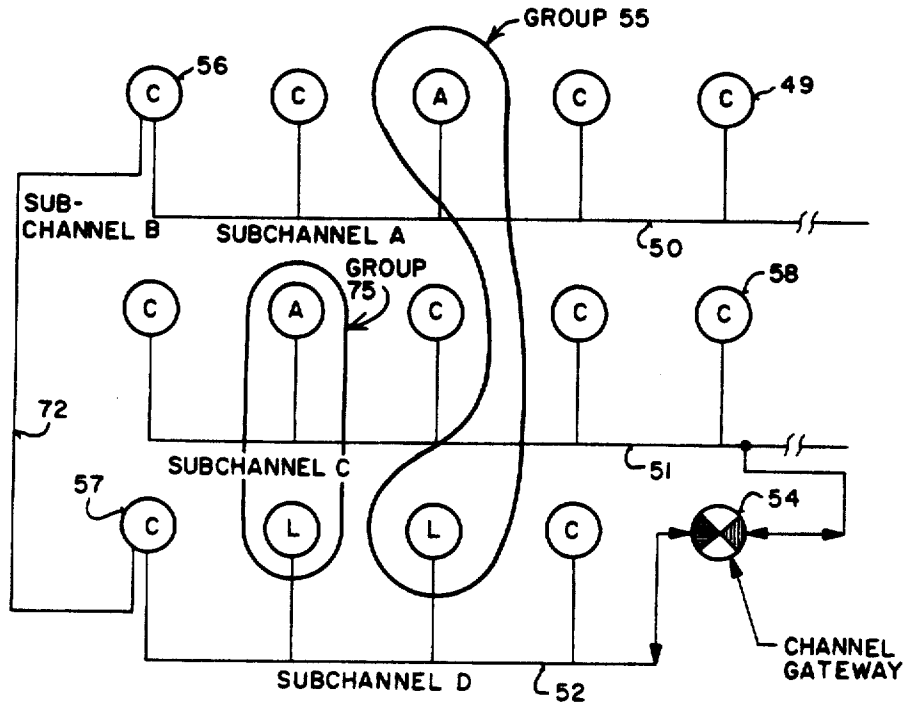 GROUP 55
56
C
C
A
C
C
49
SUB-
CHANNEL B
SUBCHANNEL A
50
GROUP
75
58
C
A
C
C
C
72
SUBCHANNEL C
51
57
54
C
L
L
C
CHANNEL
GATEWAY
SUBCHANNEL D
52